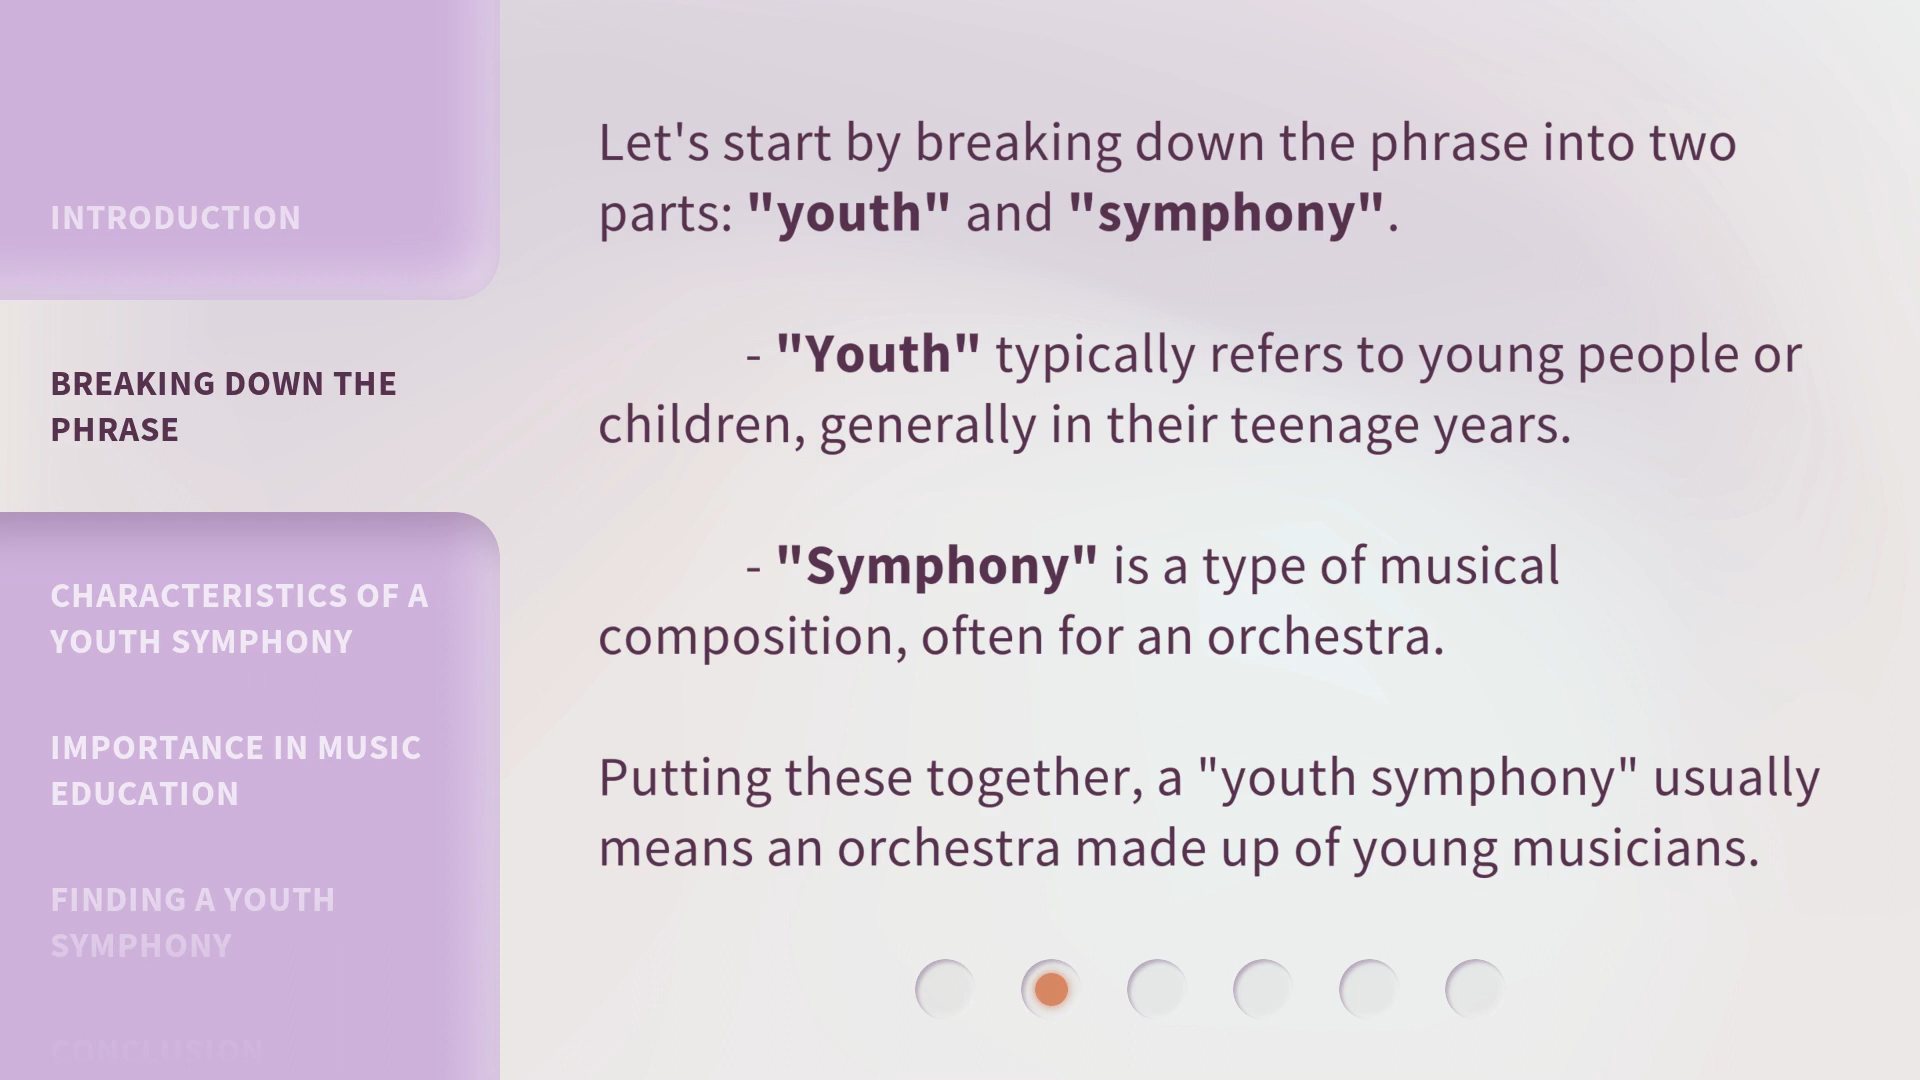 INTRODUCTION
BREAKING DOWN THE
PHRASE
CHARACTERISTICS OF A
YOUTH SYMPHONY
IMPORTANCE IN MUSIC
EDUCATION
FINDING A YOUTH
SYMPHONY
CONCLUSION
Let's start by breaking down the phrase into two
parts: "youth" and "symphony".
- "Youth" typically refers to young people or
children, generally in their teenage years.
- "Symphony" is a type of musical
composition, often for an orchestra.
Putting these together, a "youth symphony" usually
means an orchestra made up of young musicians.